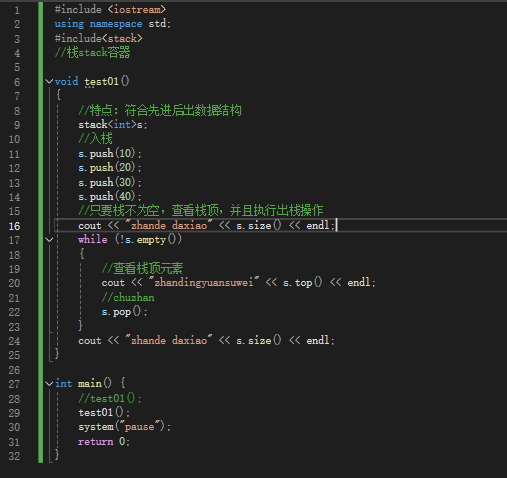 1 #include <iostream>
2 using namespace std;
3 #include<stack>
4 //栈stack容器
5
6 void test01()
7 {
8 //特点：符合先进后出数据结构
9 stack<int>s;
10 //入栈
11 s.push(10);
12 s.push(20);
13 s.push(30);
14 s.push(40);
15 //只要栈不为空，查看栈顶，并且执行出栈操作
16 cout << "zhande daxiao" << s.size() << endl;
17 while (!s.empty())
18 {
19 //查看栈顶元素
20 cout << "zhandingyuansuwei" << s.top() << endl;
21 //chuzhan
22 s.pop();
23 }
24 cout << "zhande daxiao" << s.size() << endl;
25 }
26
27 int main() {
28 //test01();
29 test01();
30 system("pause");
31 return 0;
32 }